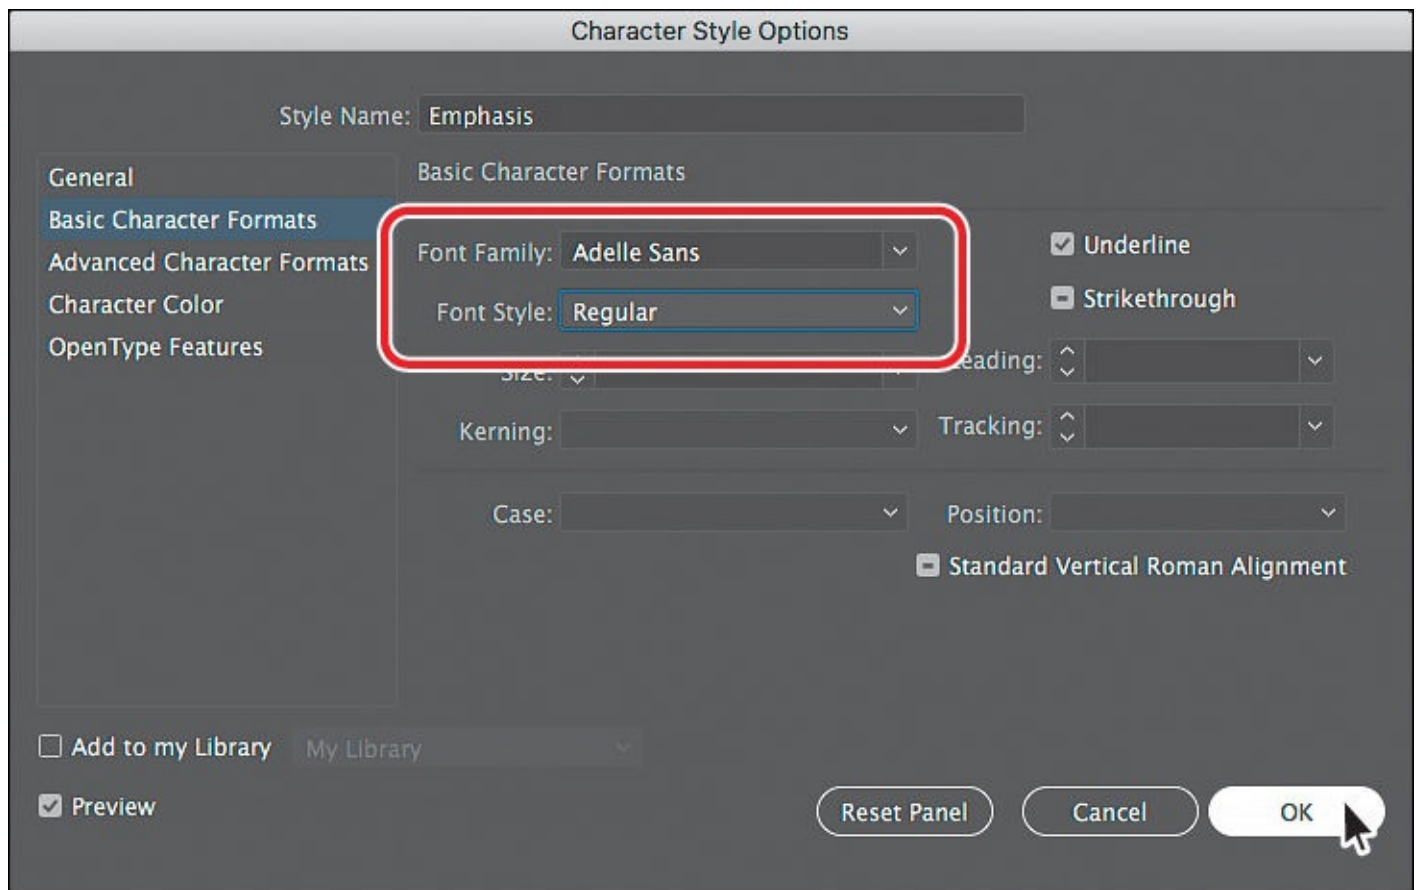 Character Style Options
Style Name: Emphasis
General
Basic Character Formats
Advanced Character Formats
Character Color
OpenType Features
Basic Character Formats
Font Family: Adelle Sans
Underline
Font Style: Regular
Strikethrough
Size:
Leading:
Kerning:
Tracking:
Case:
Position:
Standard Vertical Roman Alignment
Add to my Library My Library
Preview
Reset Panel Cancel OK